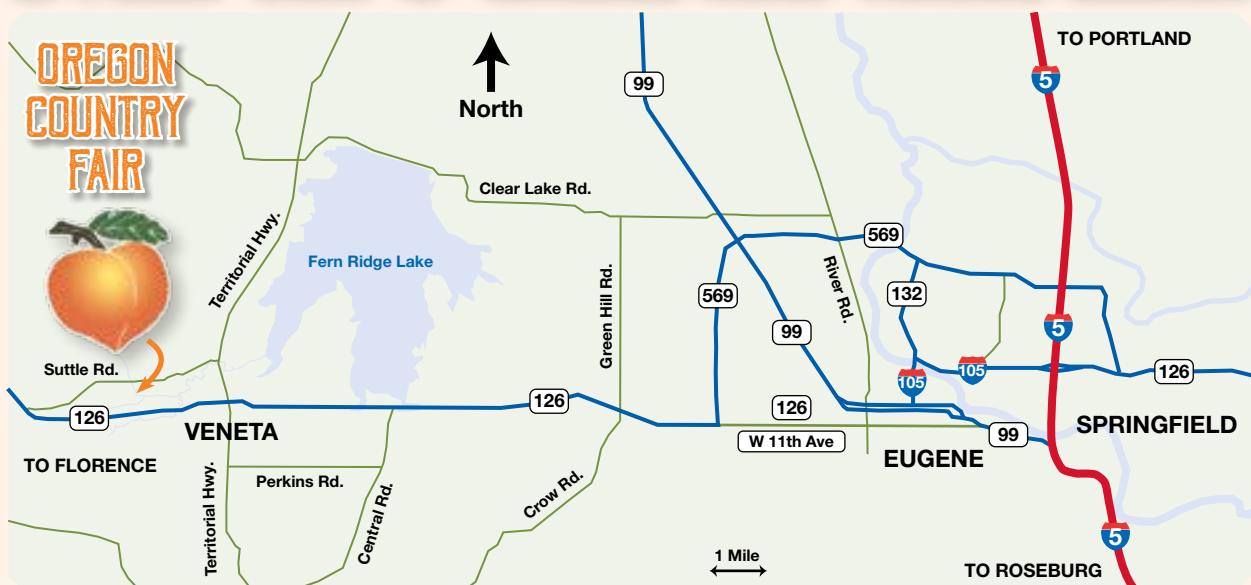 OREGON
COUNTRY
FAIR
North
TO PORTLAND
5
99
Clear Lake Rd.
Territorial Hwy.
Fern Ridge Lake
Green Hill Rd.
569
569
132
River Rd.
99
5
Suttle Rd.
105
105
126
126
126
126
VENETA
W 11th Ave
99
SPRINGFIELD
EUGENE
TO FLORENCE
Perkins Rd.
Territorial Hwy.
Central Rd.
Crow Rd.
5
1 Mile
TO ROSEBURG